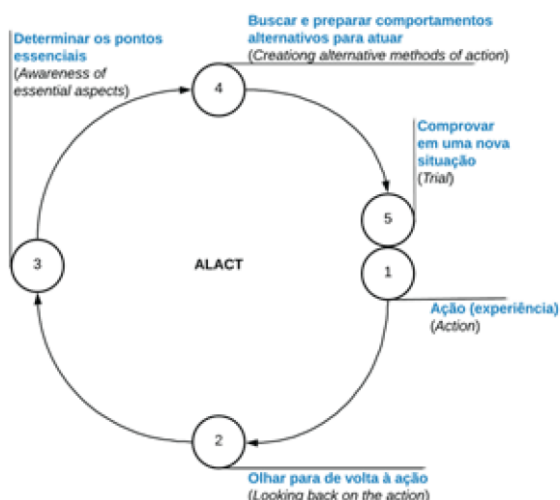 Buscar e preparar comportamentos
alternativos para atuar
(Creationg alternative methods of action)
4
Determinar os pontos
essenciais
(Awareness of
essential aspects)
Comprovar
em uma nova
situação
(Trial)
5
3
ALACT
1
Ação (experiência)
(Action)
2
Olhar para de volta à ação
(Looking back on the action)